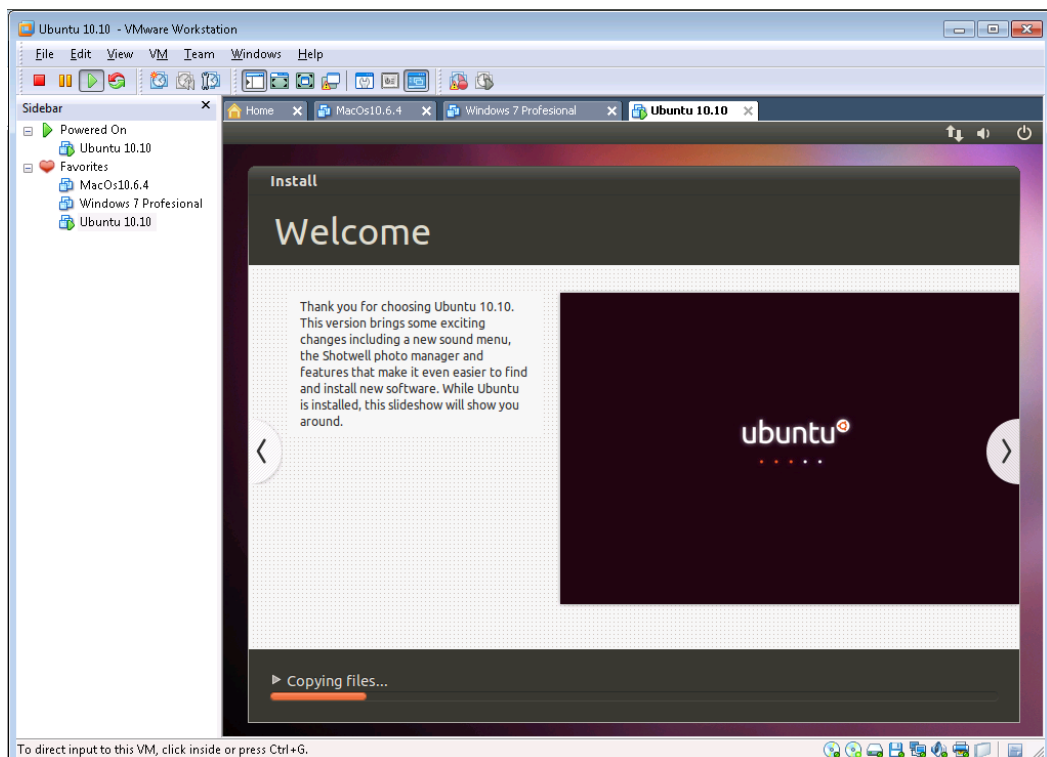 Ubuntu 10.10 - VMware Workstation
File Edit View VM Team Windows Help
Sidebar
Home MacOs10.6.4 Windows 7 Profesional Ubuntu 10.10
Powered On
Ubuntu 10.10
Favorites
MacOs10.6.4
Windows 7 Profesional
Ubuntu 10.10
Install
Welcome
Thank you for choosing Ubuntu 10.10.
This version brings some exciting
changes including a new sound menu,
the Shotwell photo manager and
features that make it even easier to find
and install new software. While Ubuntu
is installed, this slideshow will show you
around.
ubuntu
Copying files...
To direct input to this VM, click inside or press Ctrl+G.